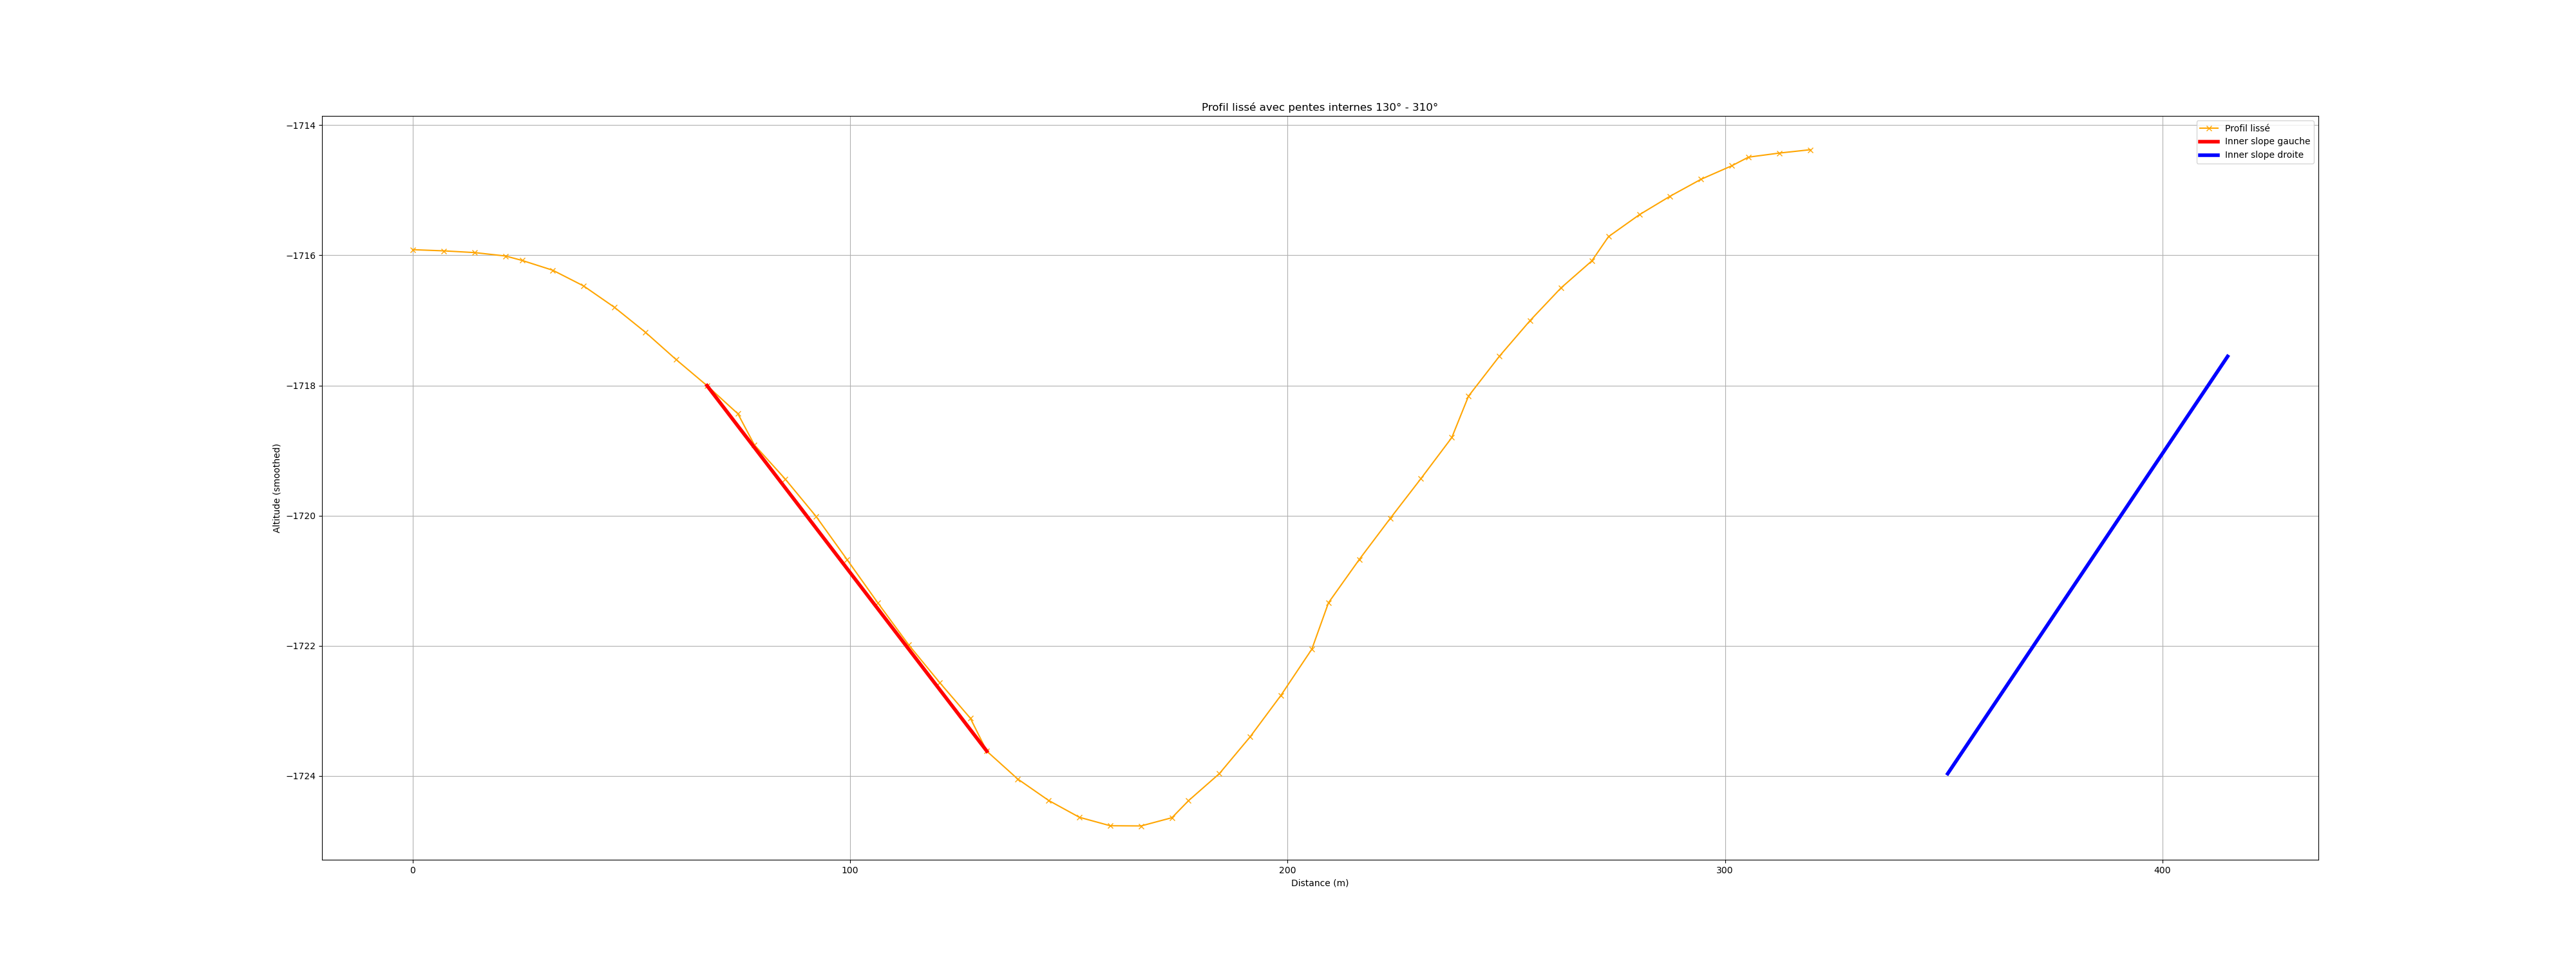 Profil lissé avec pentes internes 130° - 310°
Profil lissé
Inner slope gauche
Inner slope droite
Altitude (smoothed)
−1714
−1716
−1718
−1720
−1722
−1724
0
100
200
300
400
Distance (m)